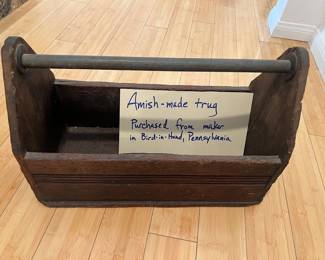 Amish-made trug
Purchased from maker
in Bird-in-Hand, Pennsylvania